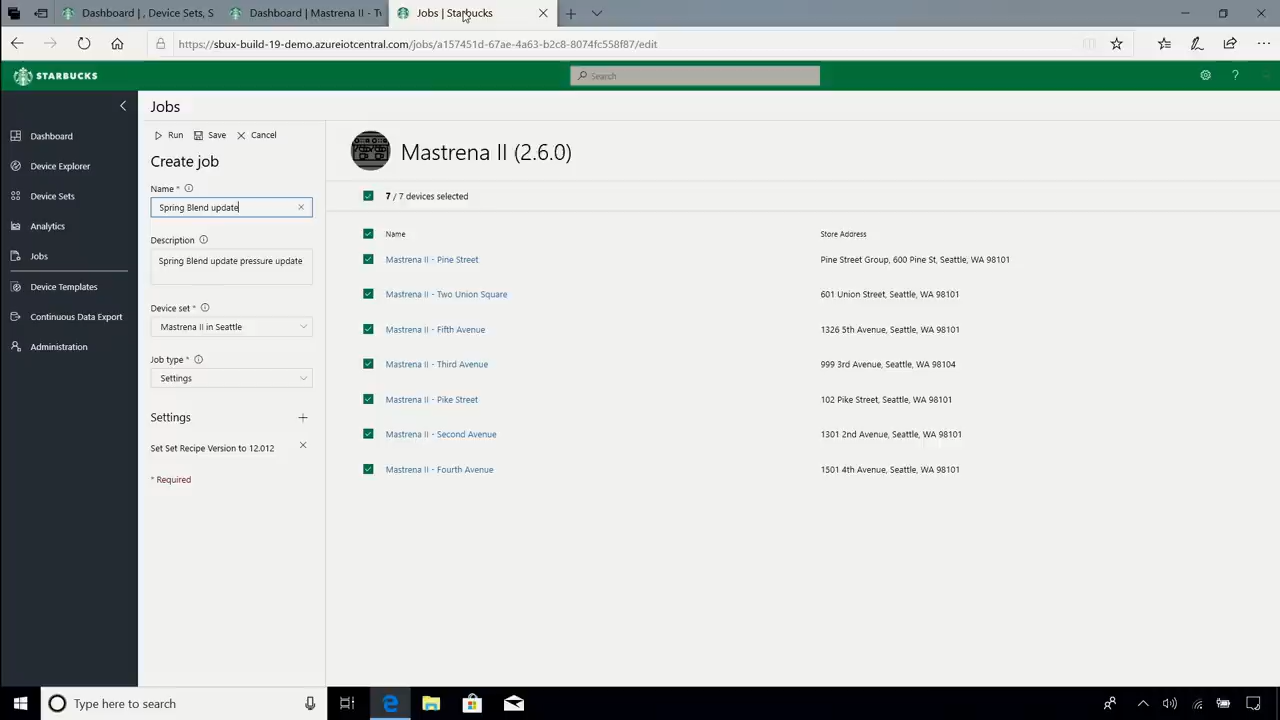 Dashboard | , Devices Sets, S
Dashboard | Mastrena II - T
Jobs | Starbucks
https://sbux-build-19-demo.azureiotcentral.com/jobs/a157451d-67ae-4a63-b2c8-8074fc558f87/edit
STARBUCKS
Search
?
Jobs
Dashboard
Device Explorer
Device Sets
Analytics
Jobs
Device Templates
Continuous Data Export
Administration
Run Save Cancel
Create job
Name *
Spring Blend update
Description
Spring Blend update pressure update
Device set *
Mastrena II in Seattle
Job type *
Settings
Settings
Set Set Recipe Version to 12.012
* Required
Mastrena II (2.6.0)
7 / 7 devices selected
Name Store Address
Mastrena II - Pine Street Pine Street Group, 600 Pine St, Seattle, WA 98101
Mastrena II - Two Union Square 601 Union Street, Seattle, WA 98101
Mastrena II - Fifth Avenue 1326 5th Avenue, Seattle, WA 98101
Mastrena II - Third Avenue 999 3rd Avenue, Seattle, WA 98104
Mastrena II - Pike Street 102 Pike Street, Seattle, WA 98101
Mastrena II - Second Avenue 1301 2nd Avenue, Seattle, WA 98101
Mastrena II - Fourth Avenue 1501 4th Avenue, Seattle, WA 98101
Type here to search